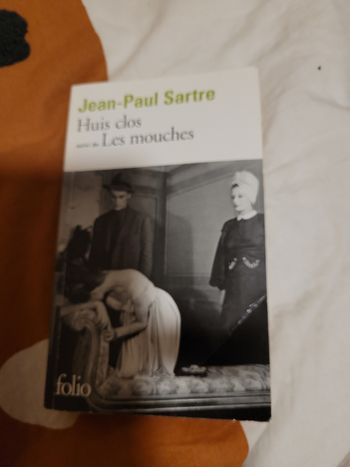 Jean-Paul Sartre
Huis clos
suivi de Les mouches
folio